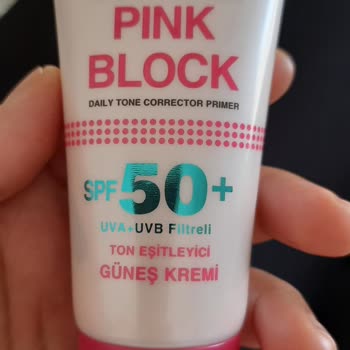 PINK
BLOCK
DAILY TONE CORRECTOR PRIMER
SPF50+
UVA+UVB Filtreli
TON EŞİTLEYİCİ
GÜNEŞ KREMİ